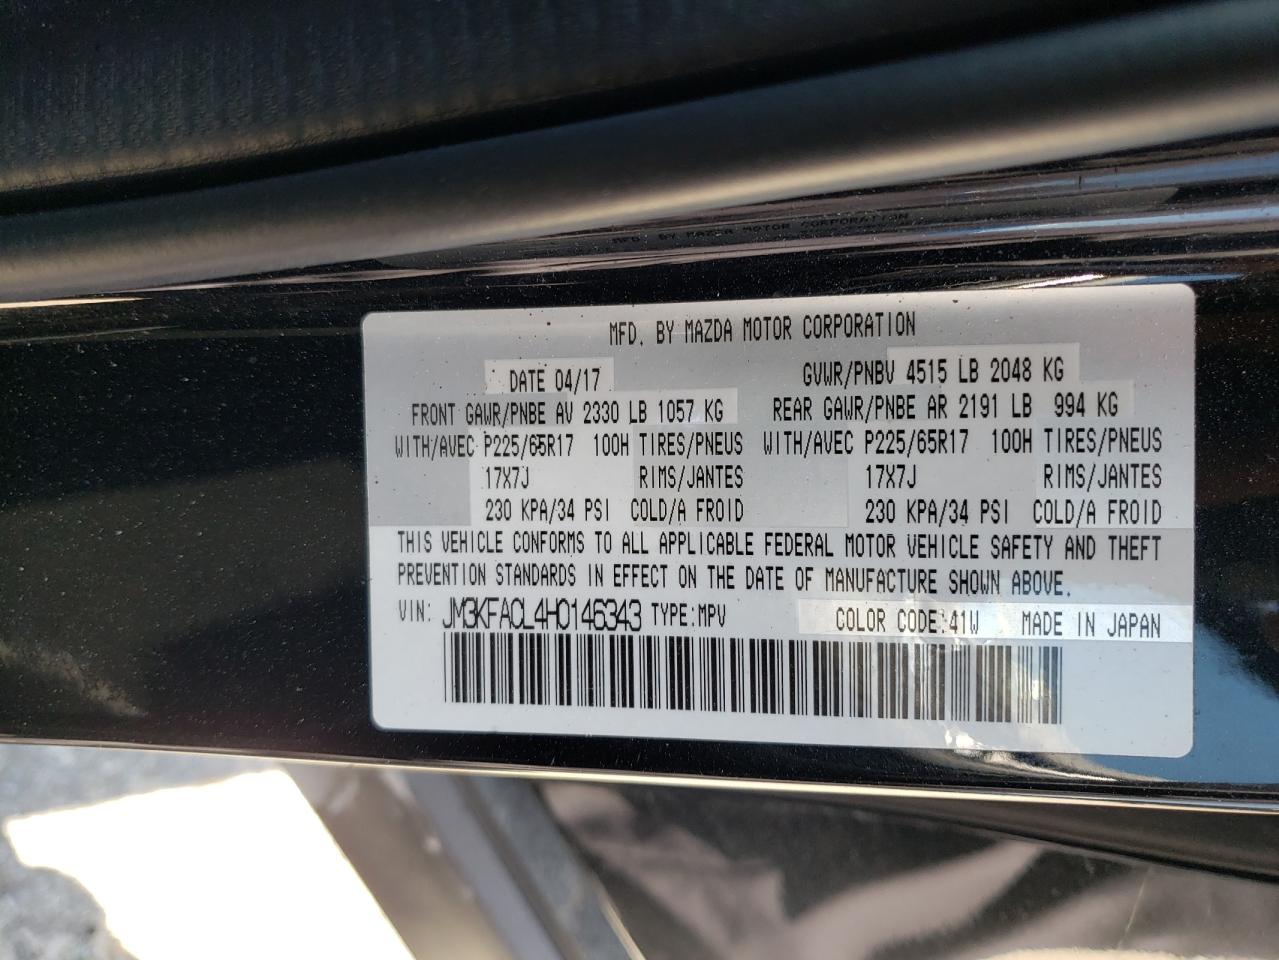 MFD. BY MAZDA MOTOR CORPORATION
MFD. BY MAZDA MOTOR CORPORATION
DATE 04/17 GVWR/PNBV 4515 LB 2048 KG
FRONT GAWR/PNBE AV 2330 LB 1057 KG REAR GAWR/PNBE AR 2191 LB 994 KG
WITH/AVEC P225/65R17 100H TIRES/PNEUS WITH/AVEC P225/65R17 100H TIRES/PNEUS
17X7J RIMS/JANTES 17X7J RIMS/JANTES
230 KPA/34 PSI COLD/A FROID 230 KPA/34 PSI COLD/A FROID
THIS VEHICLE CONFORMS TO ALL APPLICABLE FEDERAL MOTOR VEHICLE SAFETY AND THEFT
PREVENTION STANDARDS IN EFFECT ON THE DATE OF MANUFACTURE SHOWN ABOVE.
VIN: JM3KFACL4H0146343 TYPE:MPV COLOR CODE:41W MADE IN JAPAN